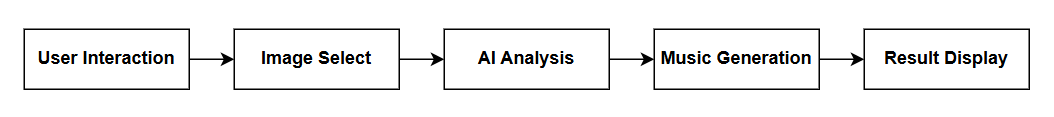 User Interaction
Image Select
AI Analysis
Music Generation
Result Display